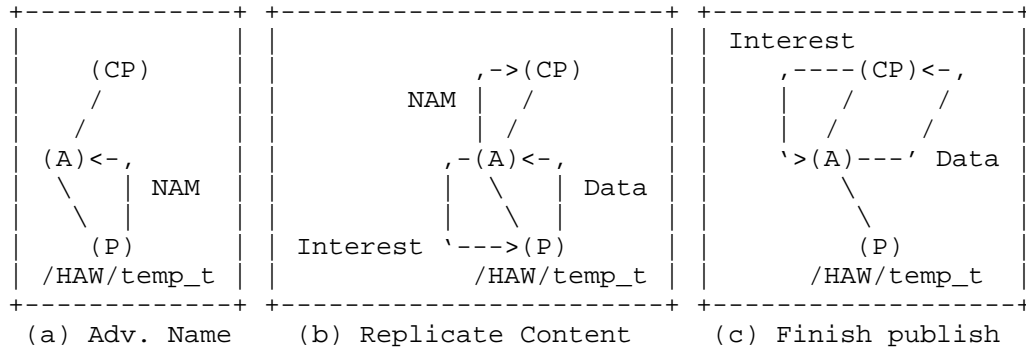 Interest
(CP) ,->(CP) ,----(CP)<-,
NAM
(A)<-, ,-(A)<-, `>(A)---' Data
NAM Data
(P) Interest `--->(P) (P)
/HAW/temp_t /HAW/temp_t /HAW/temp_t
(a) Adv. Name (b) Replicate Content (c) Finish publish